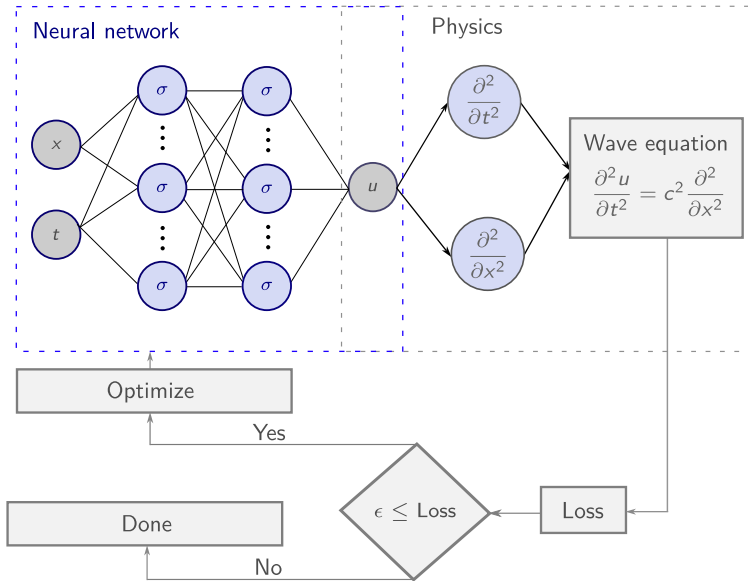 Neural network
Physics
x
t
σ
σ
σ
σ
σ
σ
u
∂²
∂t²
∂²
∂x²
Wave equation
∂²u/∂t² = c² ∂²/∂x²
Optimize
Yes
ϵ ≤ Loss
Loss
Done
No